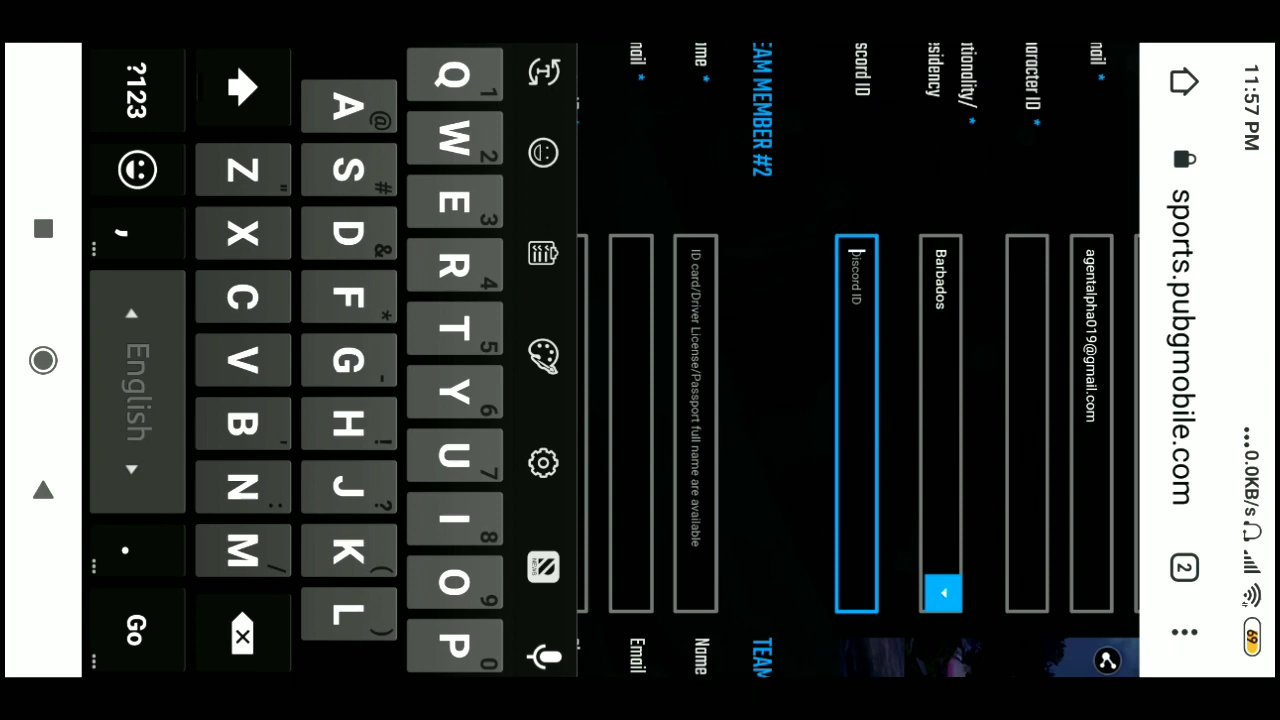 11:57 PM
...0.0KB/s
69
sports.pubgmobile.com
2
nail *
agentalpha019@gmail.com
aracter ID *
tionality/ *
sidency
Barbados
scord ID
Discord ID
EAM MEMBER #2
TEAM
me *
ID card/Driver License/Passport full name are available
Name
nail *
Email
NEWS
Q 1 W 2 E 3 R 4 T 5 Y 6 U 7 I 8 O 9 P 0
A @ S # D & F * G - H ! J ? K ( L )
Z " X C V B ' N : M /
?123 , English . Go